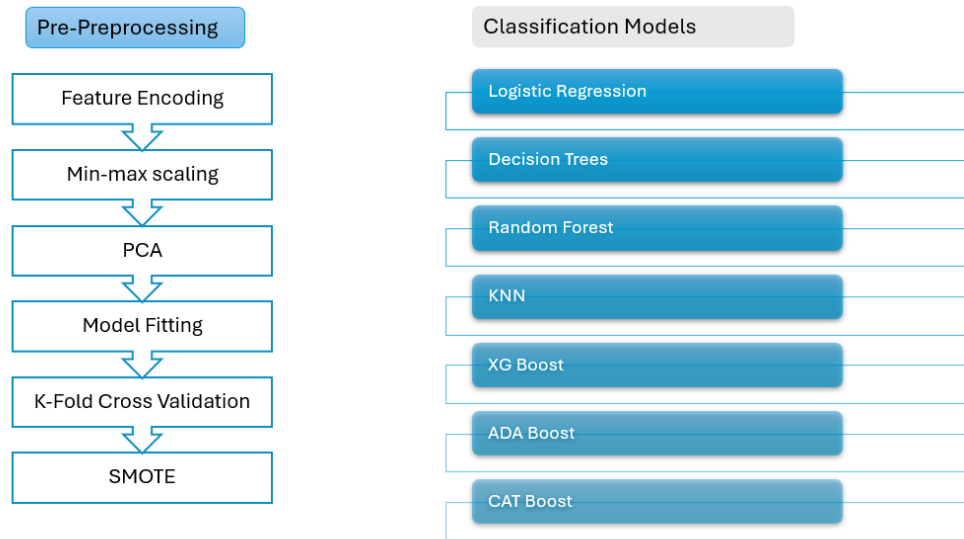 Pre-Preprocessing
Feature Encoding
Min-max scaling
PCA
Model Fitting
K-Fold Cross Validation
SMOTE
Classification Models
Logistic Regression
Decision Trees
Random Forest
KNN
XG Boost
ADA Boost
CAT Boost